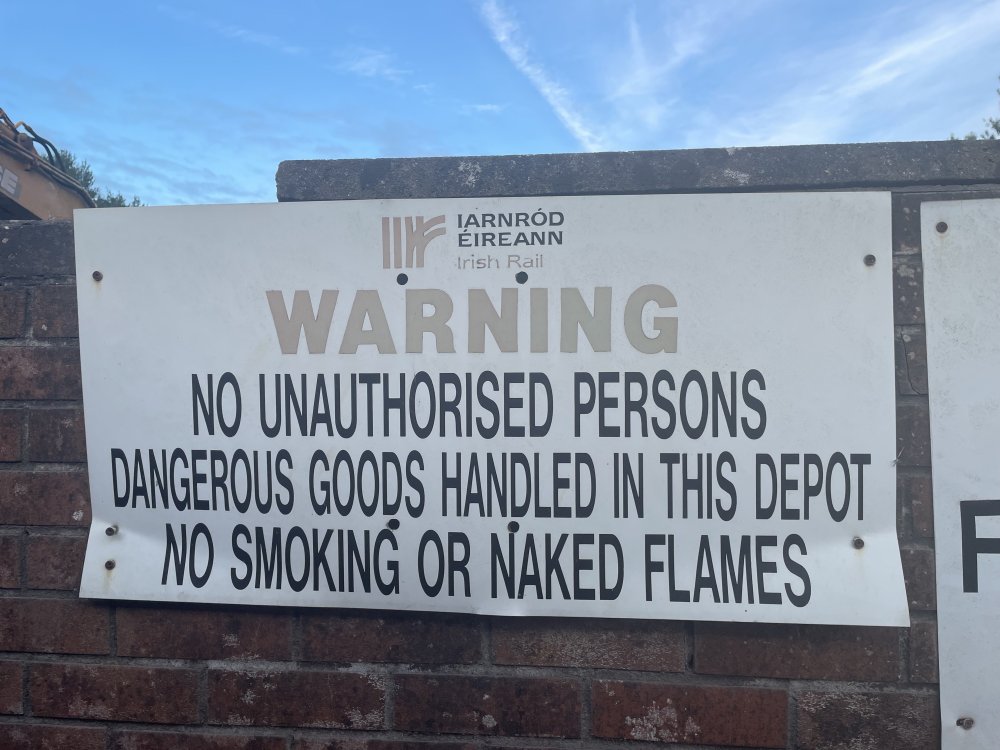 IARNRÓD
ÉIREANN
Irish Rail
WARNING
NO UNAUTHORISED PERSONS
DANGEROUS GOODS HANDLED IN THIS DEPOT
NO SMOKING OR NAKED FLAMES